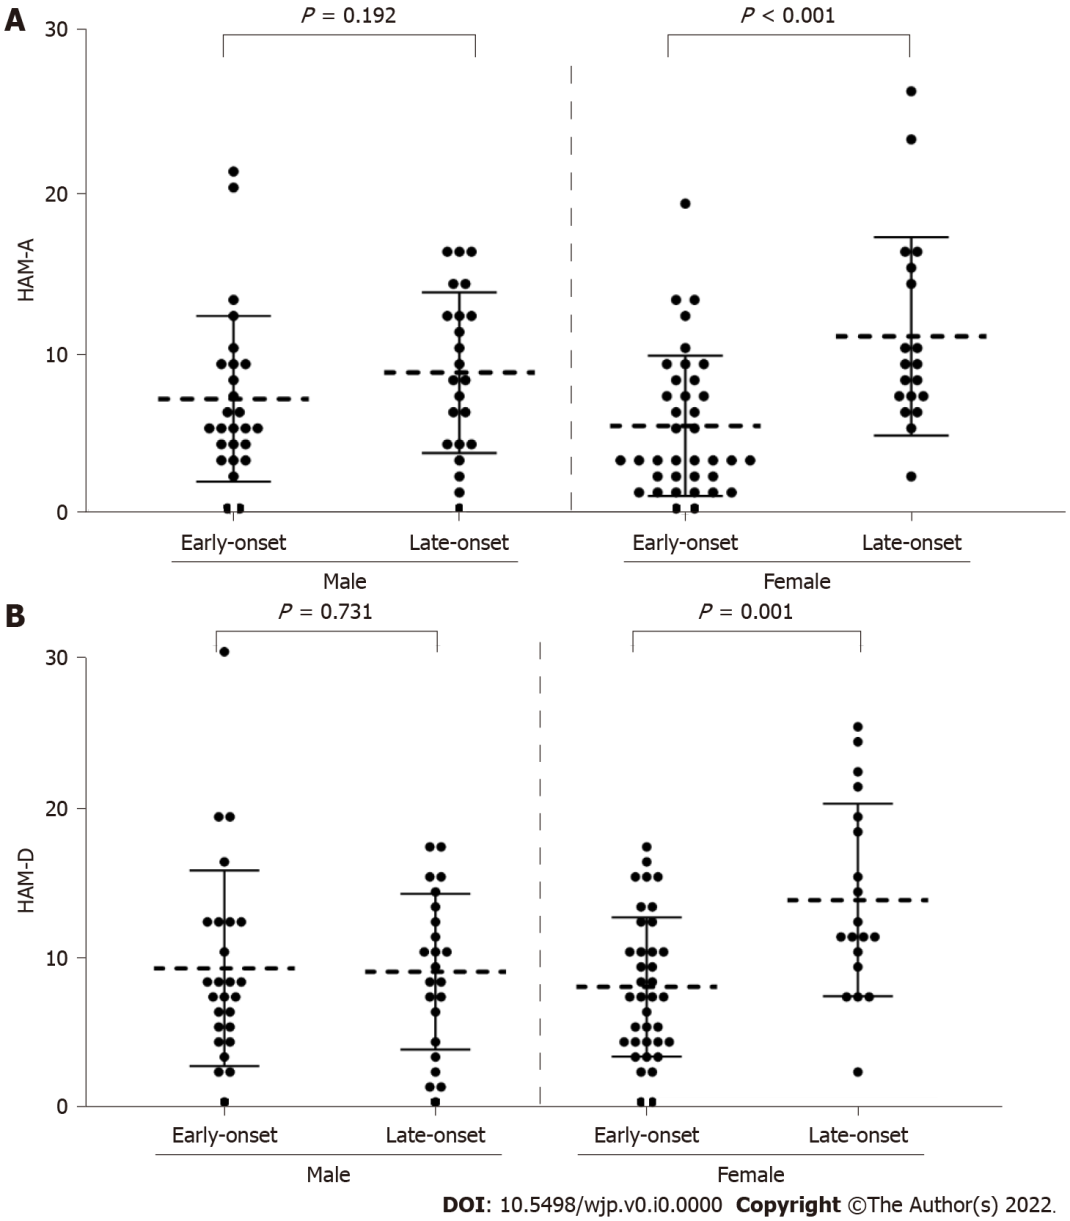 A
P = 0.192
P < 0.001
30
20
10
0
HAM-A
Early-onset
Late-onset
Early-onset
Late-onset
Male
Female
B
P = 0.731
P = 0.001
30
20
10
0
HAM-D
Early-onset
Late-onset
Early-onset
Late-onset
Male
Female
DOI: 10.5498/wjp.v0.i0.0000 Copyright ©The Author(s) 2022.